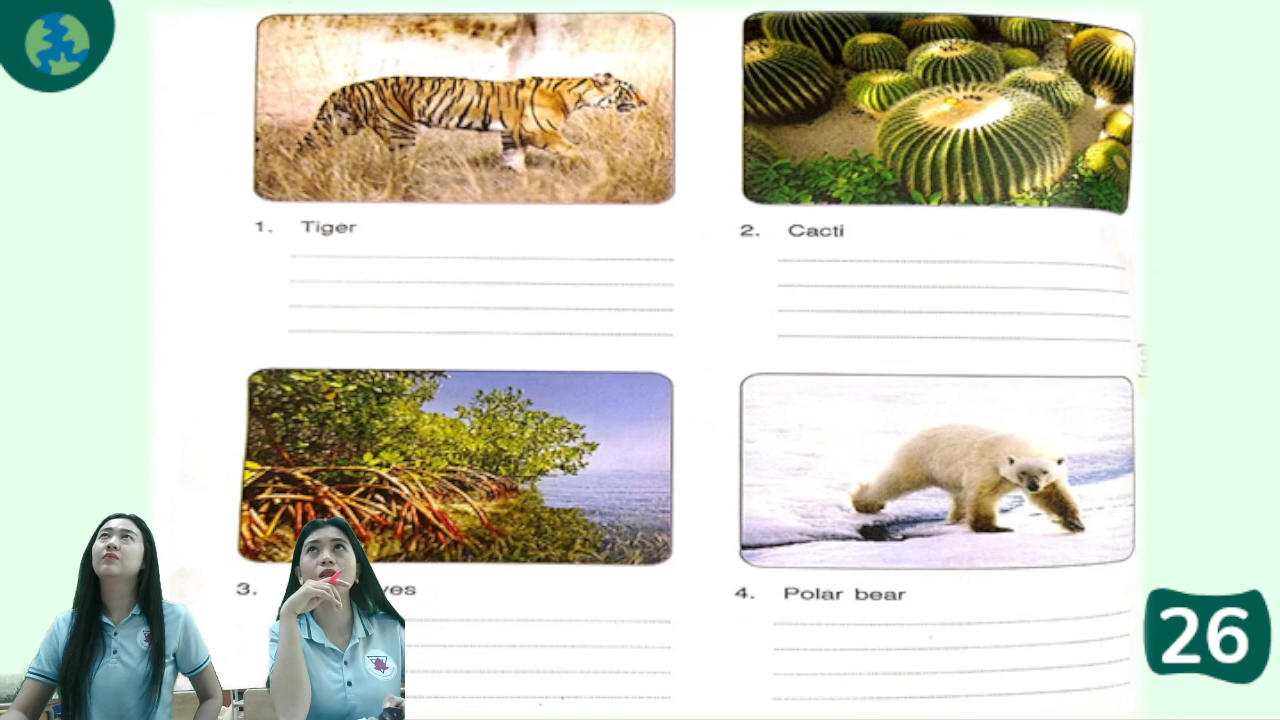 1. Tiger
2. Cacti
3. ves
4. Polar bear
26